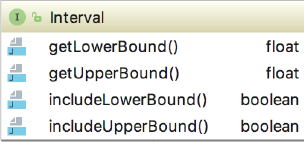 I Interval
getLowerBound() float
getUpperBound() float
includeLowerBound() boolean
includeUpperBound() boolean